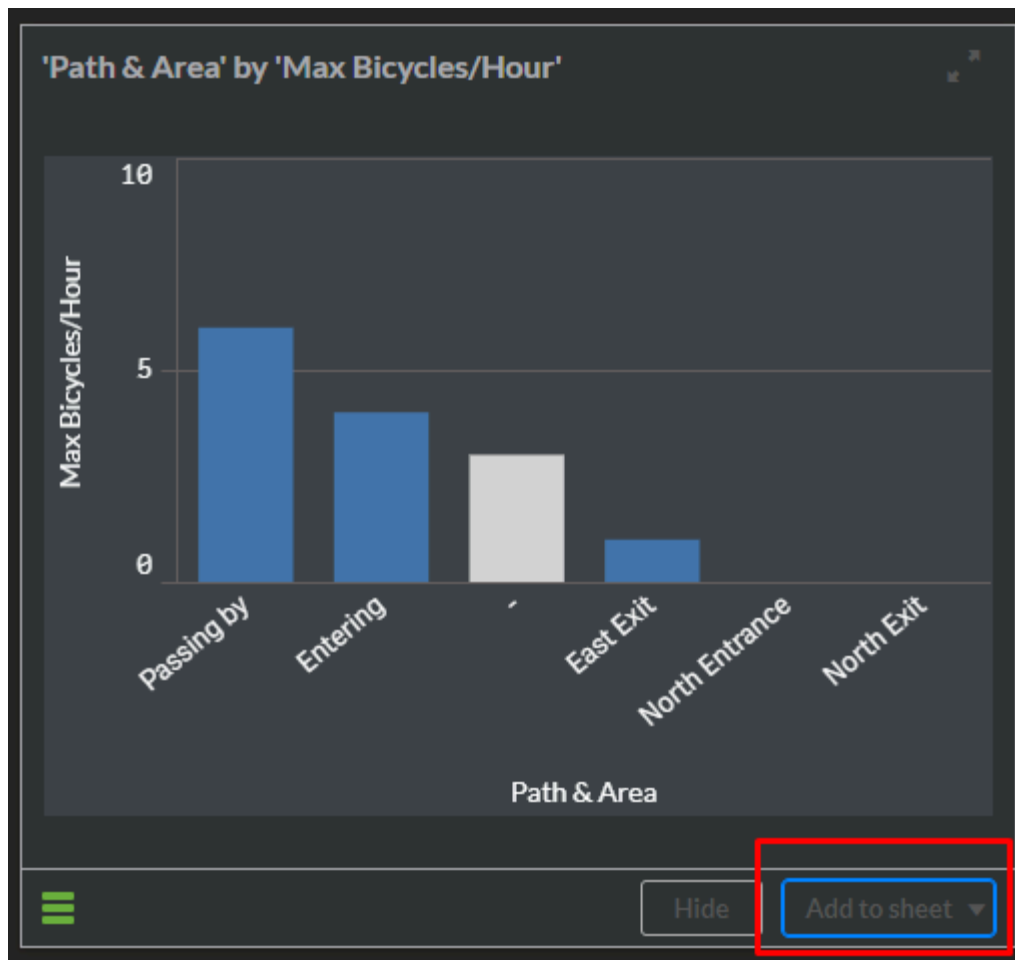 'Path & Area' by 'Max Bicycles/Hour'
10
5
0
Max Bicycles/Hour
Passing by
Entering
-
East Exit
North Entrance
North Exit
Path & Area
Hide
Add to sheet